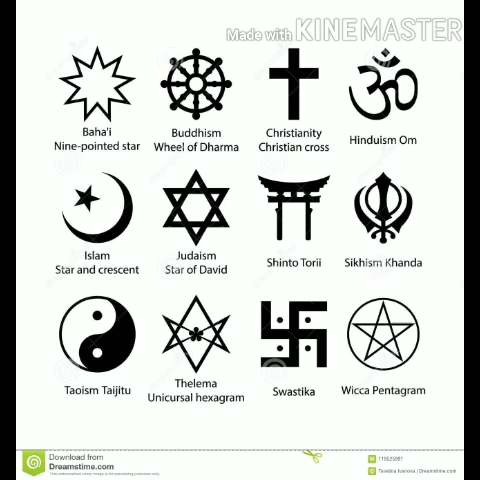 Made with KINEMASTER
Baha'i
Nine-pointed star
Buddhism
Wheel of Dharma
Christianity
Christian cross
Hinduism Om
Islam
Star and crescent
Judaism
Star of David
Shinto Torii
Sikhism Khanda
Taoism Taijitu
Thelema
Unicursal hexagram
Swastika
Wicca Pentagram
Download from
Dreamstime.com